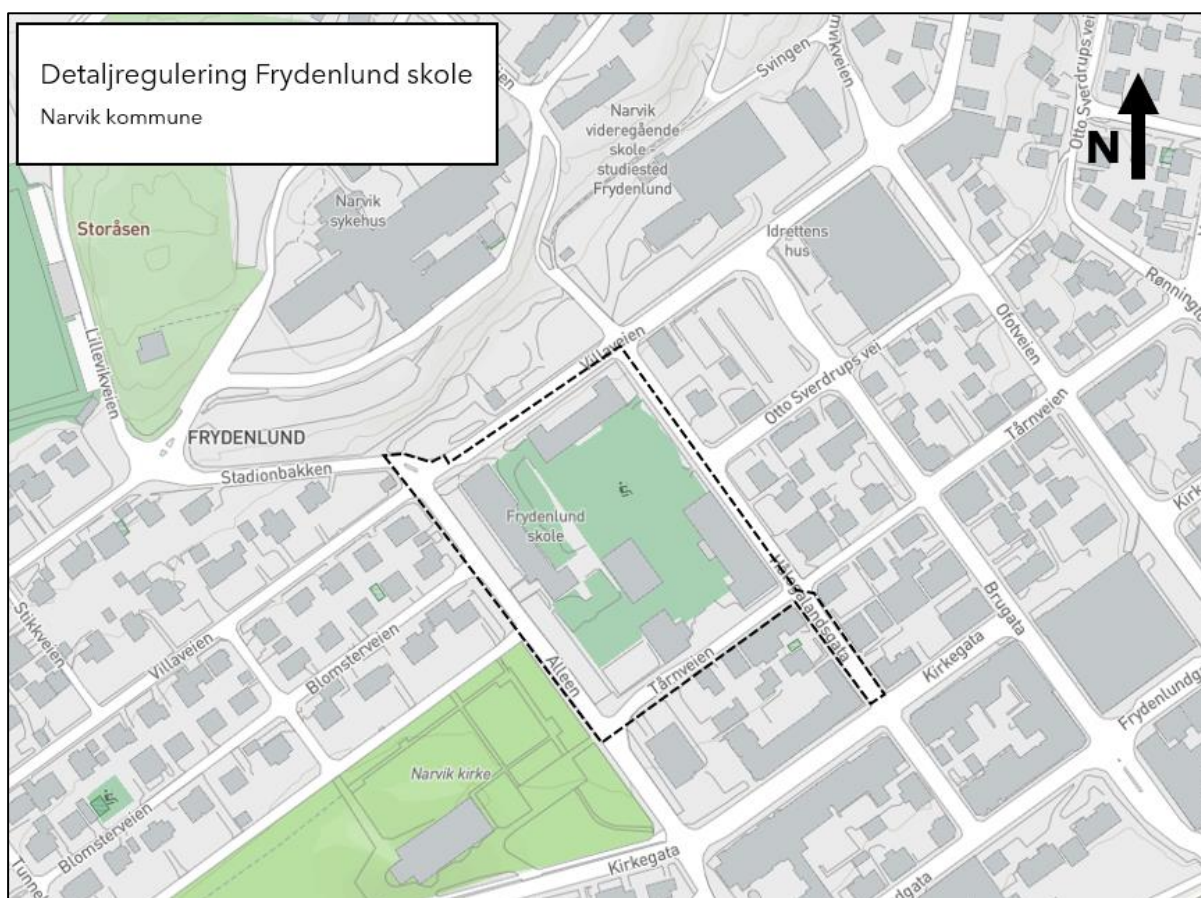 Detaljregulering Frydenlund skole
Narvik kommune
N
Svingen
Otto Sverdrups vei
Narvik
videregående
skole -
studiested
Frydenlund
Narvik
sykehus
Storåsen
Idrettens
hus
Rønningv
Ofotveien
Villaveien
Otto Sverdrups vei
Tårnveien
Lillevikveien
FRYDENLUND
Stadionbakken
Frydenlund
skole
Hålogalandsgata
Brugata
Kirkegata
Stikkveien
Villaveien
Blomsterveien
Alleen
Tårnveien
Frydenlundg
Narvik kirke
Blomsterveien
Kirkegata